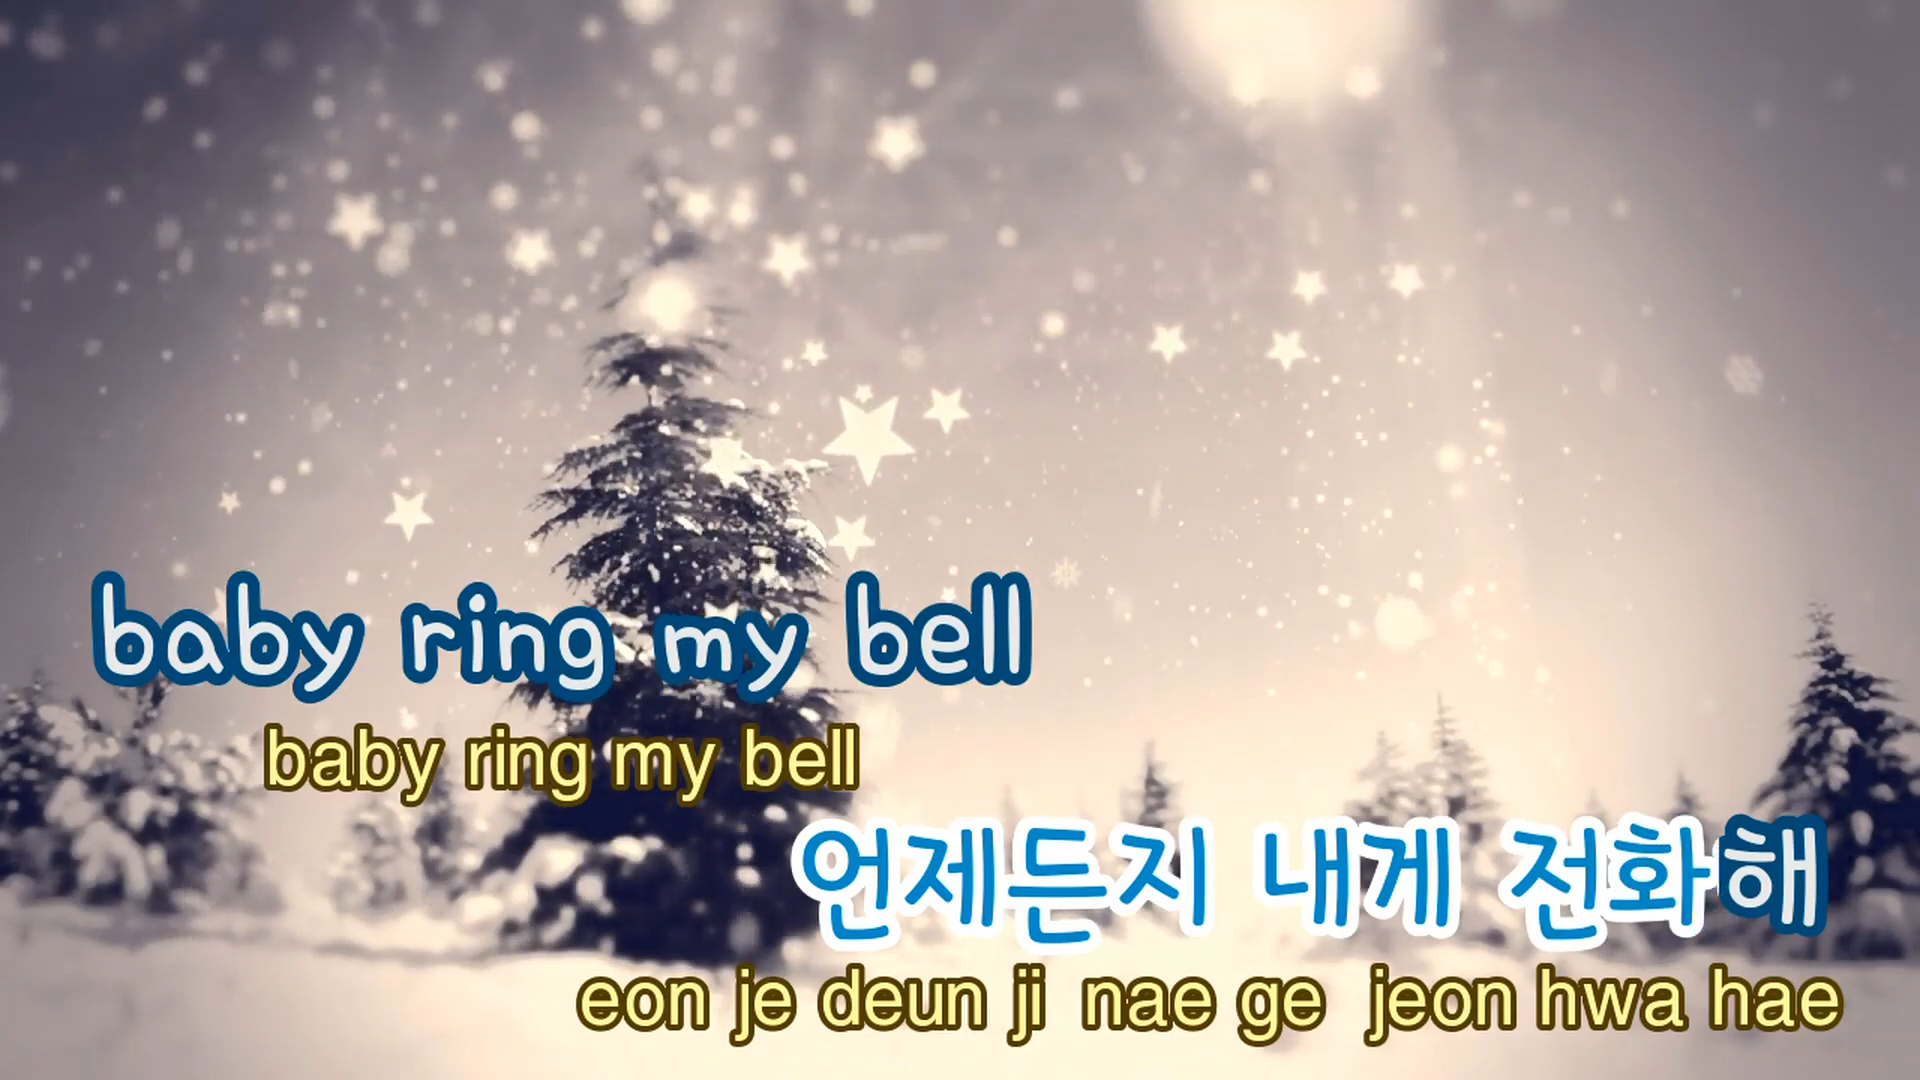 baby ring my bell
baby ring my bell
언제든지 내게 전화해
eon je deun ji nae ge jeon hwa hae